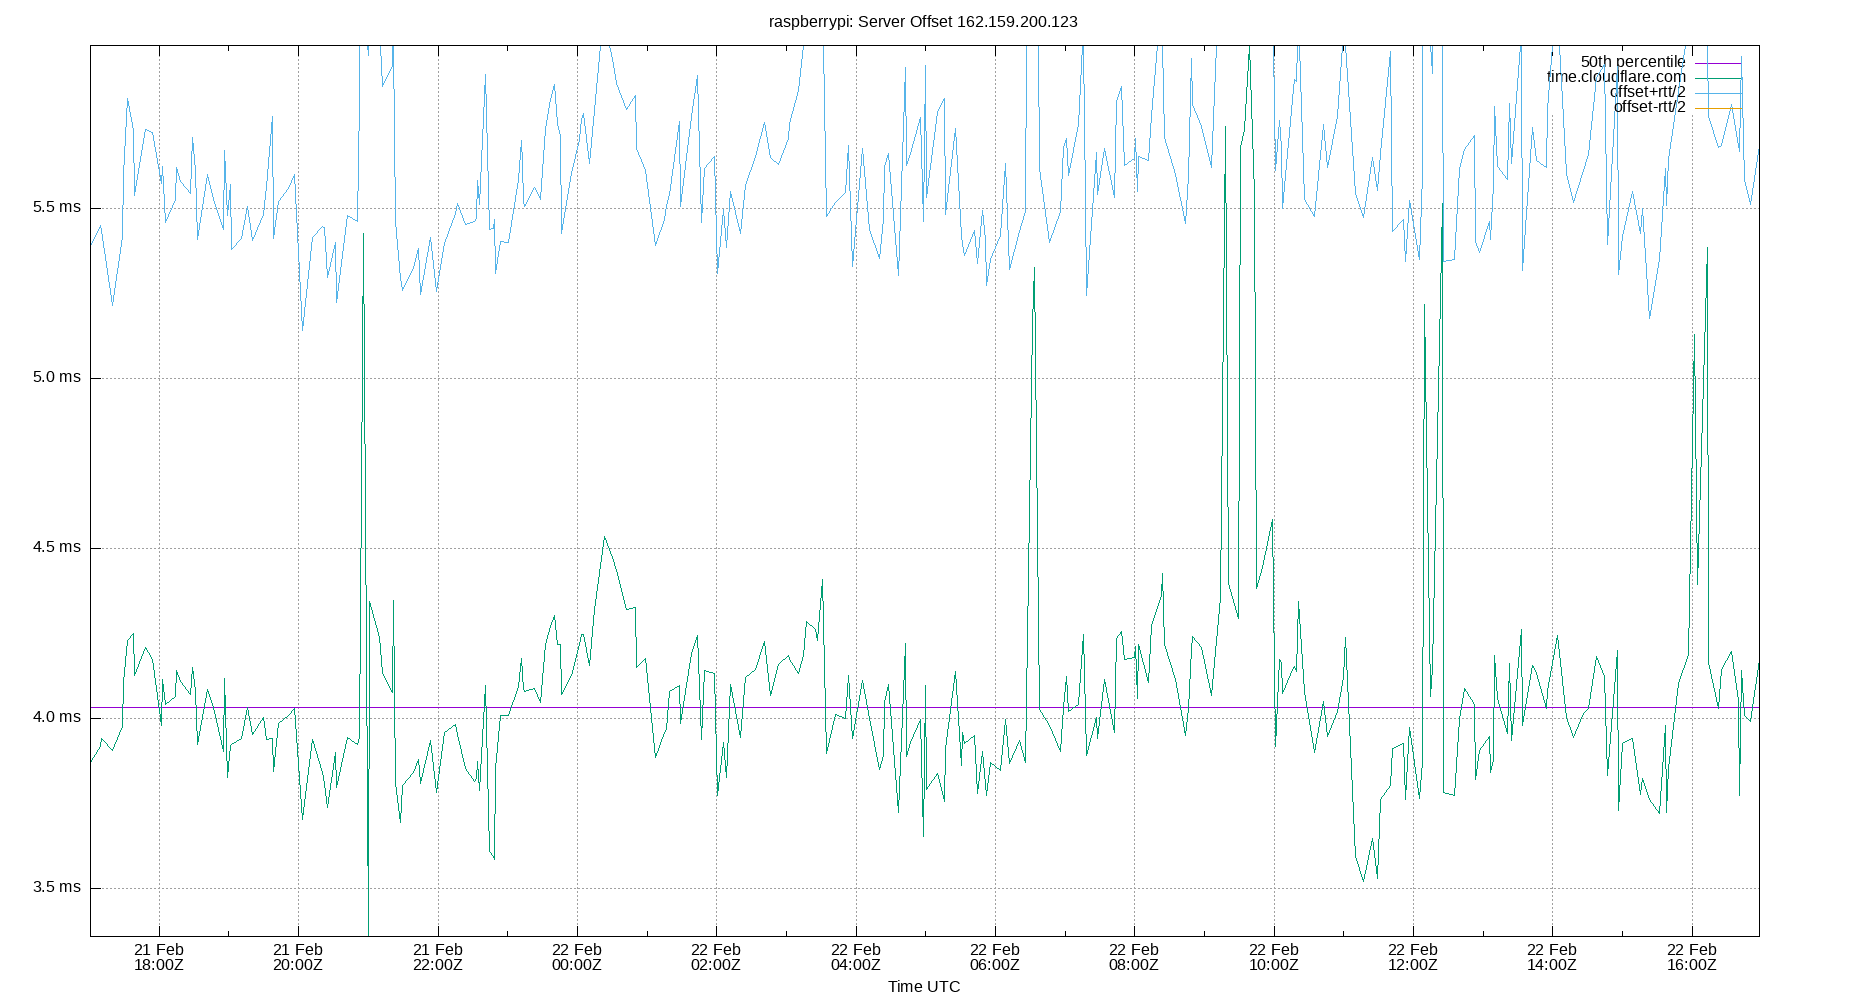 raspberrypi: Server Offset 162.159.200.123
50th percentile
time.cloudflare.com
offset+rtt/2
offset-rtt/2
5.5 ms
5.0 ms
4.5 ms
4.0 ms
3.5 ms
21 Feb 21 Feb 21 Feb 22 Feb 22 Feb 22 Feb 22 Feb 22 Feb 22 Feb 22 Feb 22 Feb 22 Feb
18:00Z 20:00Z 22:00Z 00:00Z 02:00Z 04:00Z 06:00Z 08:00Z 10:00Z 12:00Z 14:00Z 16:00Z
Time UTC